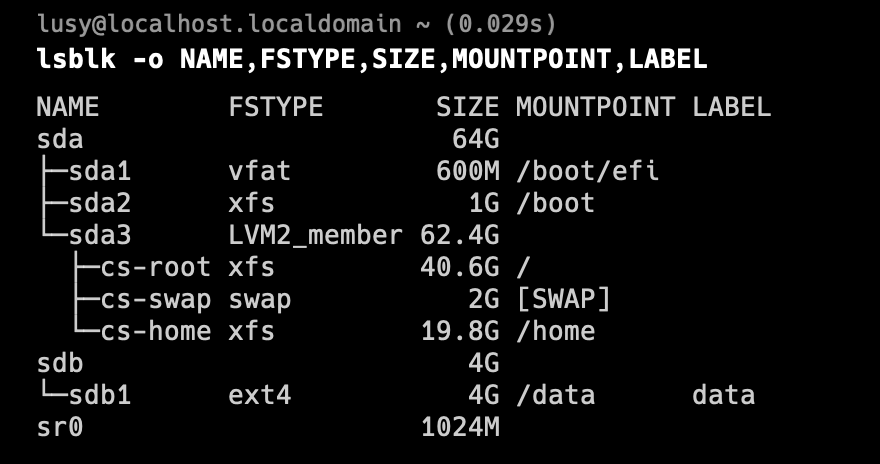 lusy@localhost.localdomain ~ (0.029s)
lsblk -o NAME,FSTYPE,SIZE,MOUNTPOINT,LABEL
NAME        FSTYPE       SIZE MOUNTPOINT LABEL
sda                       64G
├─sda1      vfat         600M /boot/efi
├─sda2      xfs            1G /boot
└─sda3      LVM2_member 62.4G
  ├─cs-root xfs         40.6G /
  ├─cs-swap swap           2G [SWAP]
  └─cs-home xfs         19.8G /home
sdb                        4G
└─sdb1      ext4           4G /data      data
sr0                     1024M